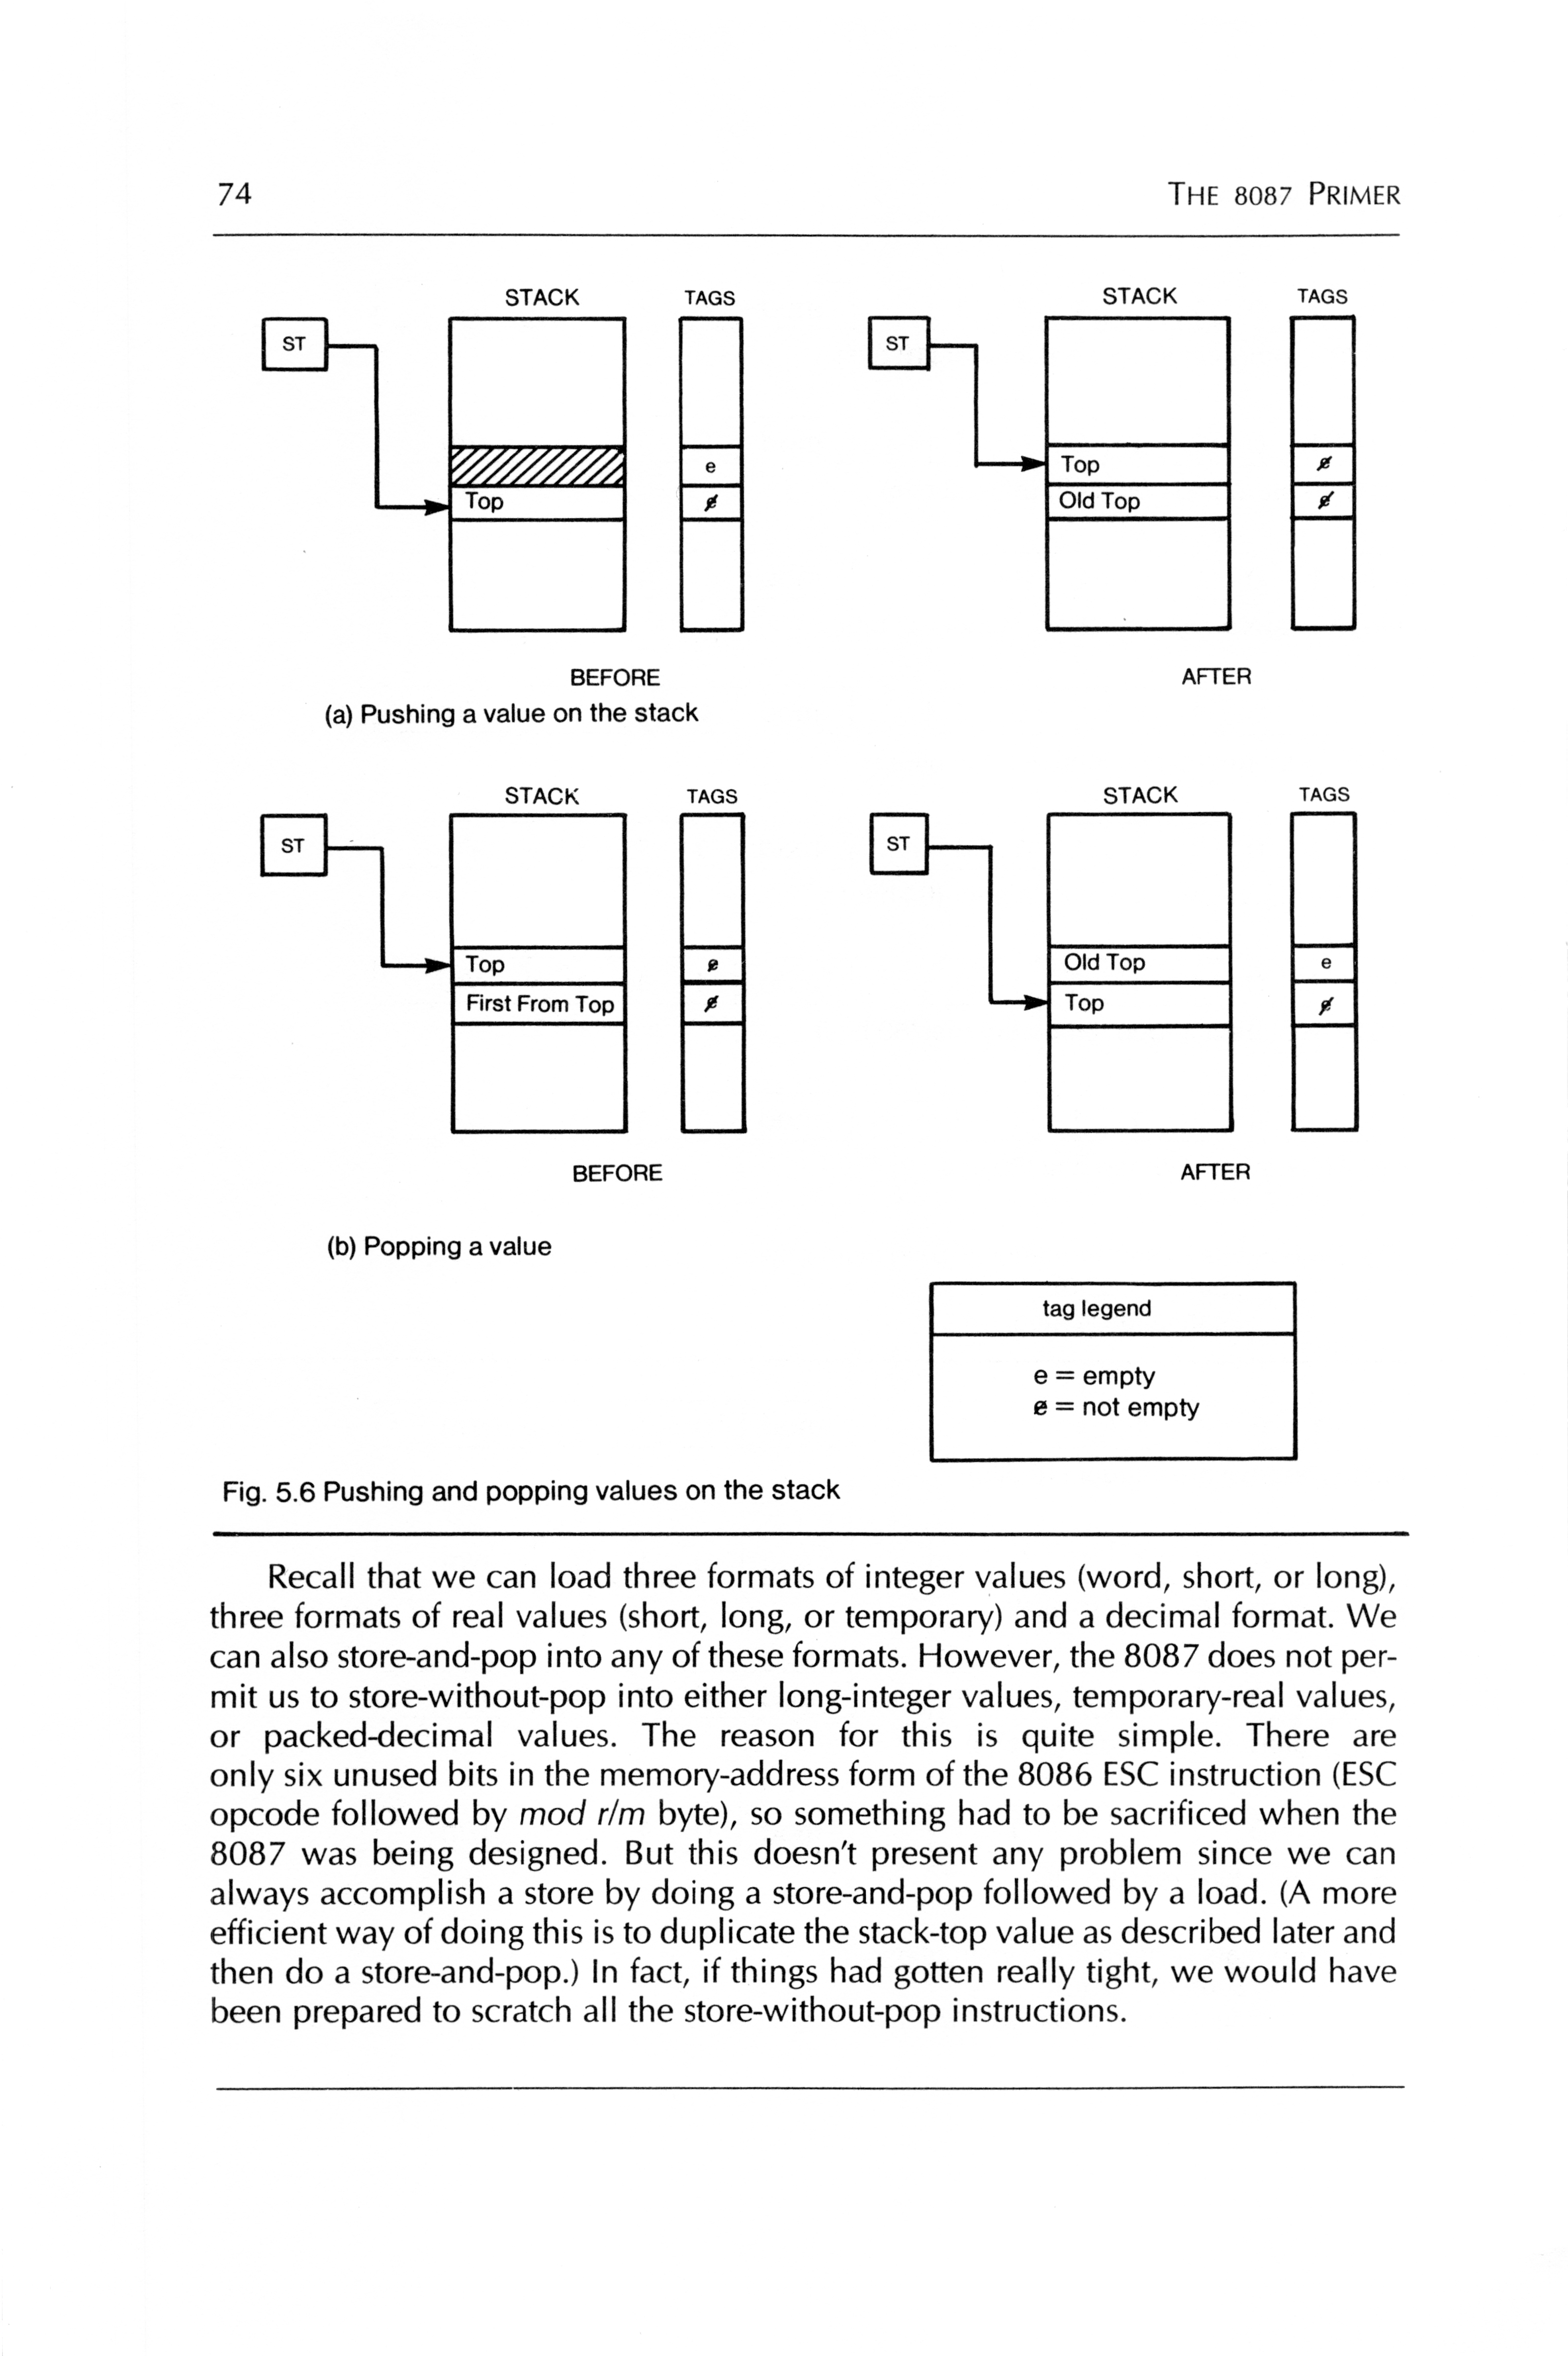 74
THE 8087 PRIMER
STACK TAGS STACK TAGS
ST ST
e Top e̸
Top e̸ Old Top e̸
BEFORE AFTER
(a) Pushing a value on the stack
STACK TAGS STACK TAGS
ST ST
Top e̸ Old Top e
First From Top e̸ Top e̸
BEFORE AFTER
(b) Popping a value
tag legend
e = empty
e̸ = not empty
Fig. 5.6 Pushing and popping values on the stack
Recall that we can load three formats of integer values (word, short, or long),
three formats of real values (short, long, or temporary) and a decimal format. We
can also store-and-pop into any of these formats. However, the 8087 does not per-
mit us to store-without-pop into either long-integer values, temporary-real values,
or packed-decimal values. The reason for this is quite simple. There are
only six unused bits in the memory-address form of the 8086 ESC instruction (ESC
opcode followed by mod r/m byte), so something had to be sacrificed when the
8087 was being designed. But this doesn't present any problem since we can
always accomplish a store by doing a store-and-pop followed by a load. (A more
efficient way of doing this is to duplicate the stack-top value as described later and
then do a store-and-pop.) In fact, if things had gotten really tight, we would have
been prepared to scratch all the store-without-pop instructions.